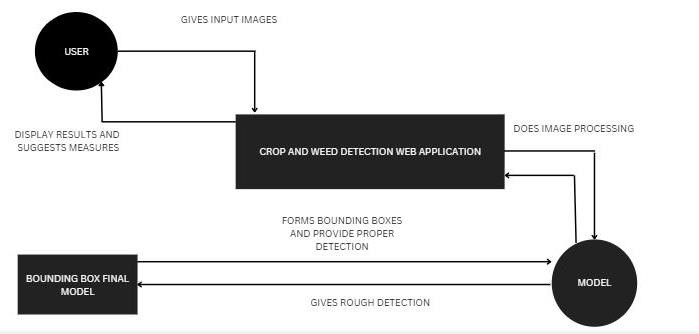 GIVES INPUT IMAGES
USER
DISPLAY RESULTS AND
SUGGESTS MEASURES
CROP AND WEED DETECTION WEB APPLICATION
DOES IMAGE PROCESSING
FORMS BOUNDING BOXES
AND PROVIDE PROPER
DETECTION
BOUNDING BOX FINAL
MODEL
MODEL
GIVES ROUGH DETECTION